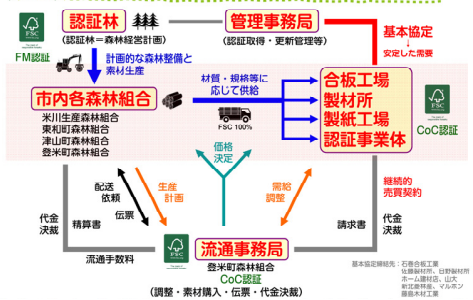 認証林
(認証林=森林経営計画)
管理事務局
(認証取得・更新管理等)
基本協定
↓
安定した需要
FSC
FM認証
計画的な森林整備と
素材生産
市内各森林組合
米川生産森林組合
東和町森林組合
津山町森林組合
登米町森林組合
材質・規格等に
応じて供給
FSC 100%
合板工場
製材所
製紙工場
認証事業体
FSC
CoC認証
価格
決定
配送
依頼
伝票
生産
計画
需給
調整
継続的
売買契約
代金
決裁
精算書
請求書
代金
決裁
流通手数料
FSC
流通事務局
登米町森林組合
CoC認証
(調整・素材購入・伝票・代金決裁)
基本協定締結先:石巻合板工業
佐藤製材所、日野製材所
ホーム建材店、山大
新北菱林産、マルホン
藤島木材工業